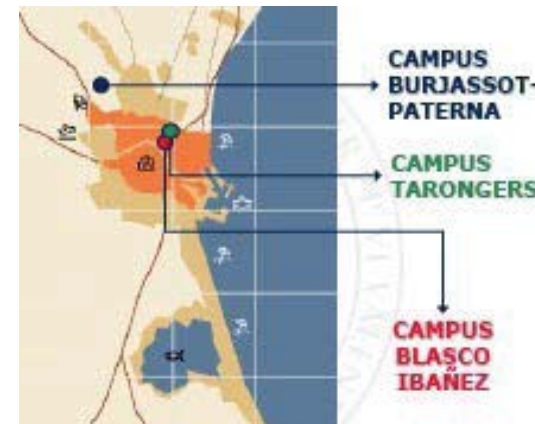 CAMPUS
BURJASSOT-
PATERNA
CAMPUS
TARONGERS
CAMPUS
BLASCO
IBAÑEZ